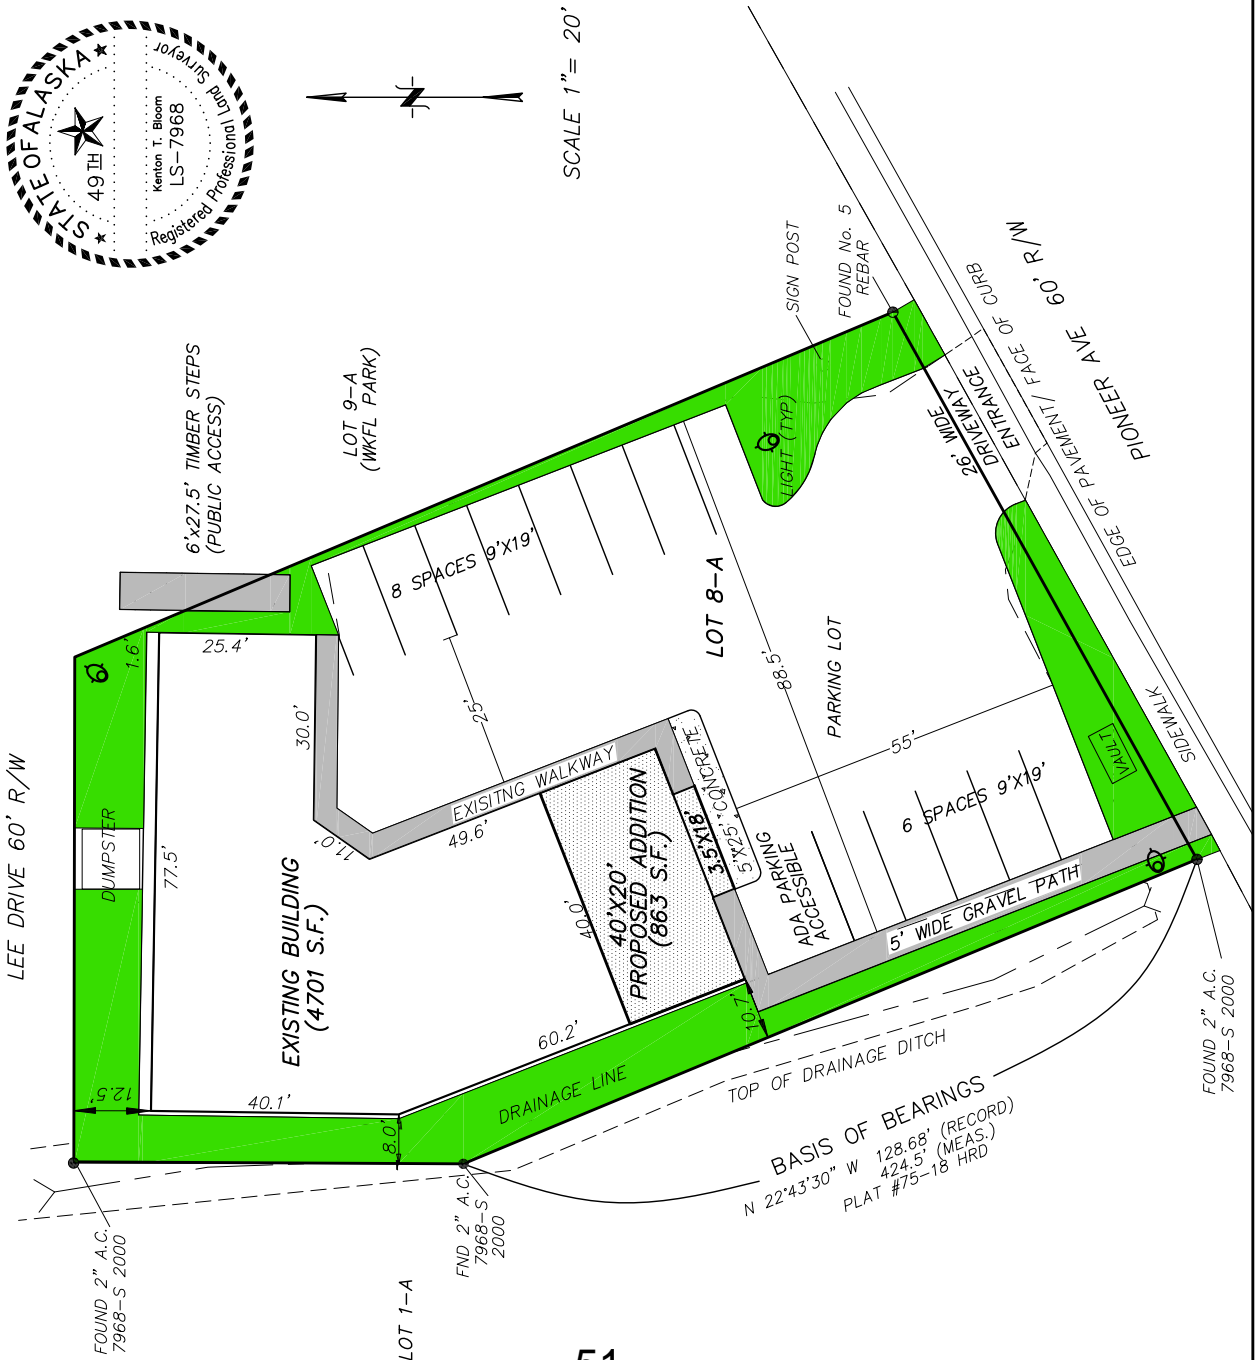 STATE OF ALASKA
49TH
Kenton T. Bloom
LS-7968
Registered Professional Land Surveyor
N
SCALE 1"= 20'
LEE DRIVE 60' R/W
6'x27.5' TIMBER STEPS
(PUBLIC ACCESS)
LOT 9-A
(WKFL PARK)
SIGN POST
FOUND No. 5
REBAR
PIONEER AVE 60' R/W
EDGE OF PAVEMENT/ FACE OF CURB
26' WIDE
DRIVEWAY
ENTRANCE
SIDEWALK
LIGHT (TYP)
8 SPACES 9'X19'
LOT 8-A
PARKING LOT
88.5'
55'
25'
6 SPACES 9'X19'
VAULT
1.6'
25.4'
30.0'
11.0'
49.6'
EXISITNG WALKWAY
DUMPSTER
77.5'
EXISTING BUILDING
(4701 S.F.)
40.0'
40'X20'
PROPOSED ADDITION
(863 S.F.)
3.5'X18'
5'X25' CONCRETE
ADA PARKING
ACCESSIBLE
5' WIDE GRAVEL PATH
10.7'
60.2'
DRAINAGE LINE
12.5'
40.1'
8.0'
TOP OF DRAINAGE DITCH
BASIS OF BEARINGS
N 22°43'30" W 128.68' (RECORD)
424.5' (MEAS.)
PLAT #75-18 HRD
FOUND 2" A.C.
7968-S 2000
FND 2" A.C.
7968-S
2000
FOUND 2" A.C.
7968-S 2000
LOT 1-A
51